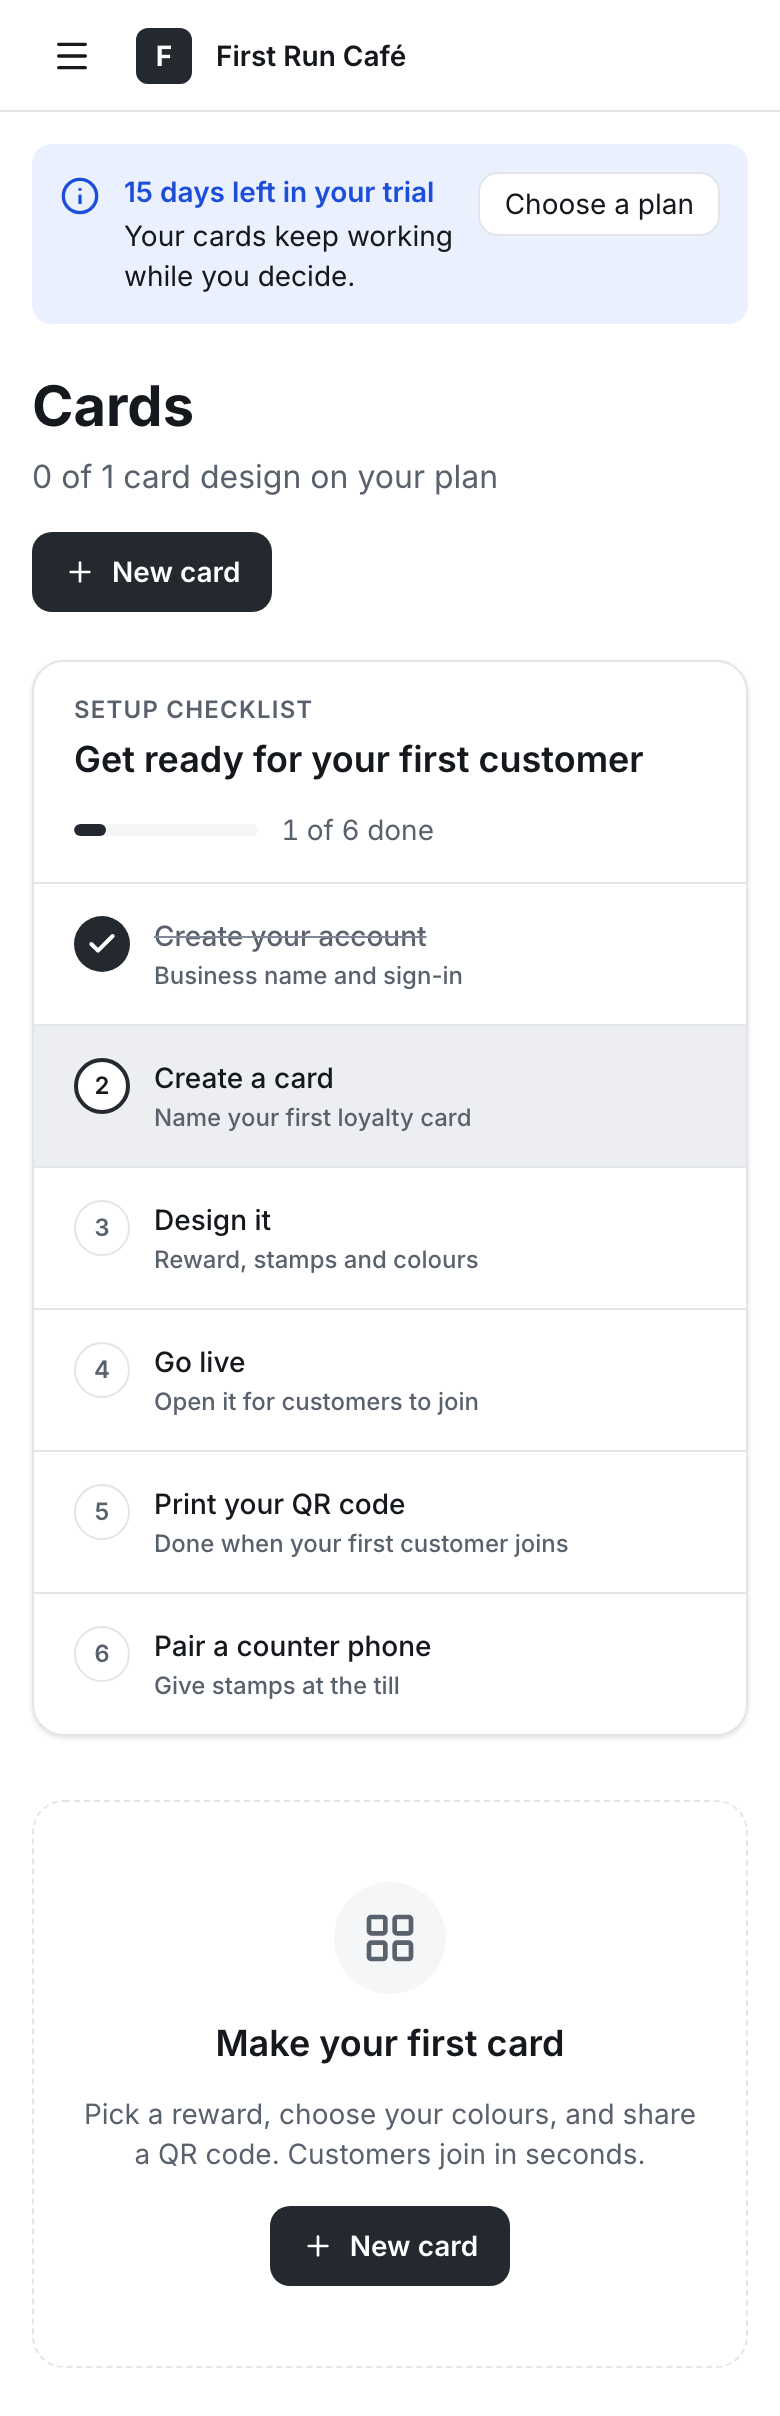 F
First Run Café
15 days left in your trial
Choose a plan
Your cards keep working
while you decide.
Cards
0 of 1 card design on your plan
New card
SETUP CHECKLIST
Get ready for your first customer
1 of 6 done
Create your account
Business name and sign-in
2
Create a card
Name your first loyalty card
3
Design it
Reward, stamps and colours
4
Go live
Open it for customers to join
5
Print your QR code
Done when your first customer joins
6
Pair a counter phone
Give stamps at the till
Make your first card
Pick a reward, choose your colours, and share
a QR code. Customers join in seconds.
New card